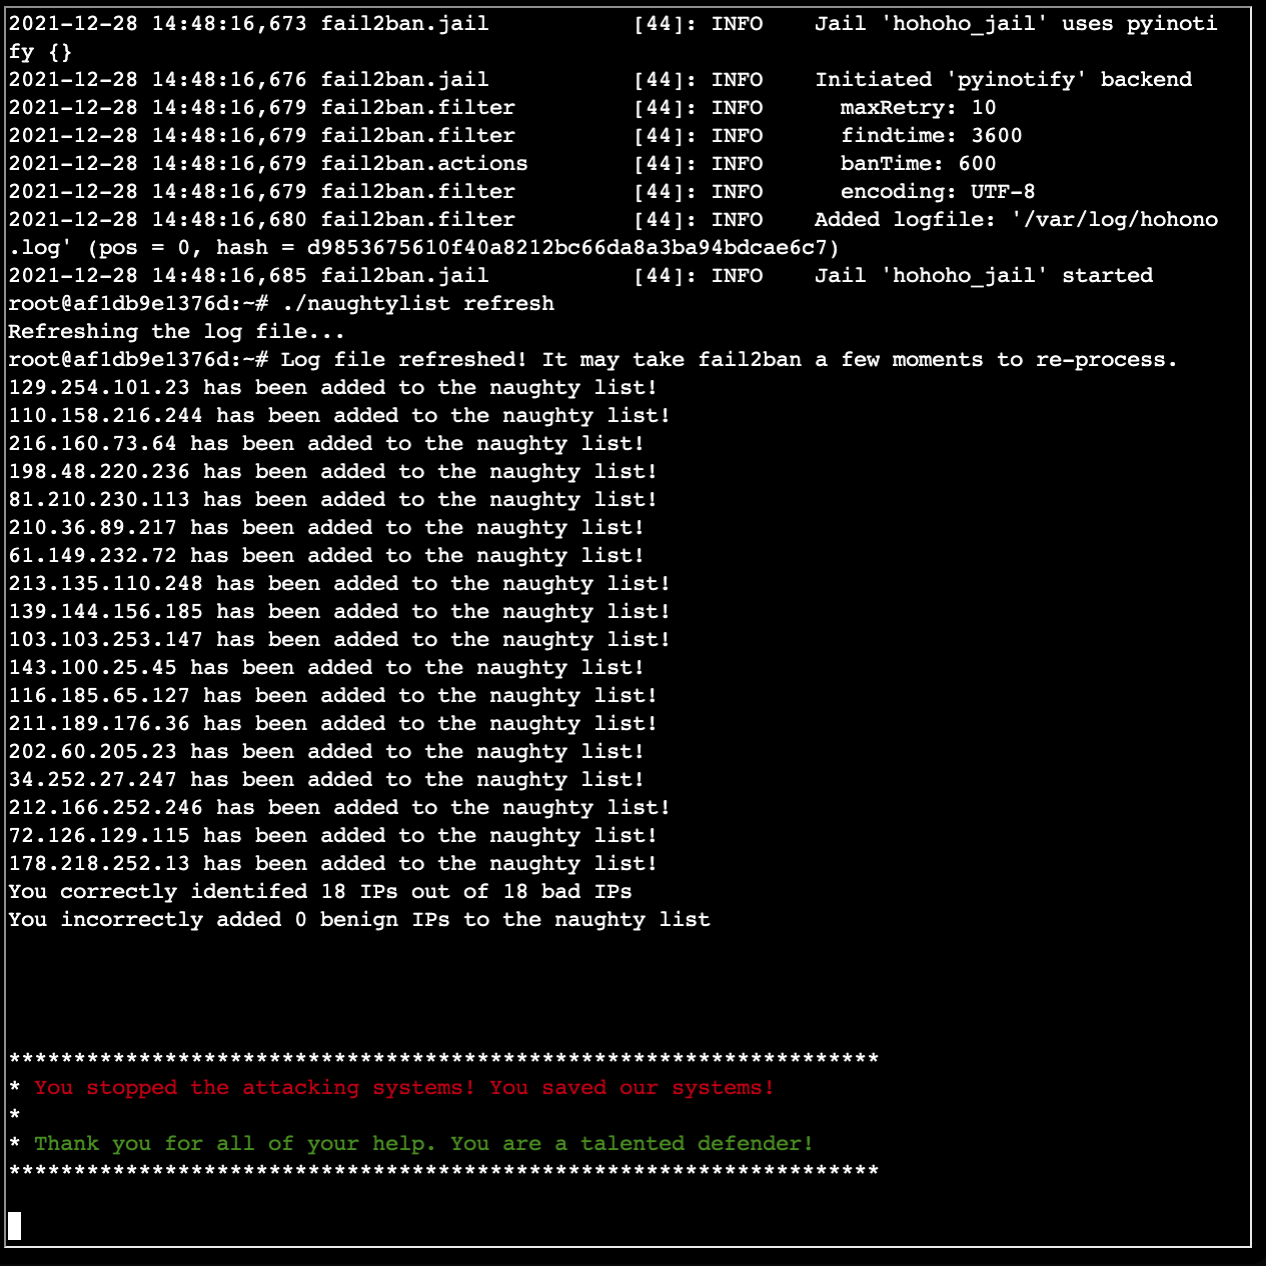 2021-12-28 14:48:16,673 fail2ban.jail           [44]: INFO    Jail 'hohoho_jail' uses pyinoti
fy {}
2021-12-28 14:48:16,676 fail2ban.jail           [44]: INFO    Initiated 'pyinotify' backend
2021-12-28 14:48:16,679 fail2ban.filter         [44]: INFO      maxRetry: 10
2021-12-28 14:48:16,679 fail2ban.filter         [44]: INFO      findtime: 3600
2021-12-28 14:48:16,679 fail2ban.actions        [44]: INFO      banTime: 600
2021-12-28 14:48:16,679 fail2ban.filter         [44]: INFO      encoding: UTF-8
2021-12-28 14:48:16,680 fail2ban.filter         [44]: INFO    Added logfile: '/var/log/hohono
.log' (pos = 0, hash = d9853675610f40a8212bc66da8a3ba94bdcae6c7)
2021-12-28 14:48:16,685 fail2ban.jail           [44]: INFO    Jail 'hohoho_jail' started
root@af1db9e1376d:~# ./naughtylist refresh
Refreshing the log file...
root@af1db9e1376d:~# Log file refreshed! It may take fail2ban a few moments to re-process.
129.254.101.23 has been added to the naughty list!
110.158.216.244 has been added to the naughty list!
216.160.73.64 has been added to the naughty list!
198.48.220.236 has been added to the naughty list!
81.210.230.113 has been added to the naughty list!
210.36.89.217 has been added to the naughty list!
61.149.232.72 has been added to the naughty list!
213.135.110.248 has been added to the naughty list!
139.144.156.185 has been added to the naughty list!
103.103.253.147 has been added to the naughty list!
143.100.25.45 has been added to the naughty list!
116.185.65.127 has been added to the naughty list!
211.189.176.36 has been added to the naughty list!
202.60.205.23 has been added to the naughty list!
34.252.27.247 has been added to the naughty list!
212.166.252.246 has been added to the naughty list!
72.126.129.115 has been added to the naughty list!
178.218.252.13 has been added to the naughty list!
You correctly identifed 18 IPs out of 18 bad IPs
You incorrectly added 0 benign IPs to the naughty list
*******************************************************************
* You stopped the attacking systems! You saved our systems!
*
* Thank you for all of your help. You are a talented defender!
*******************************************************************